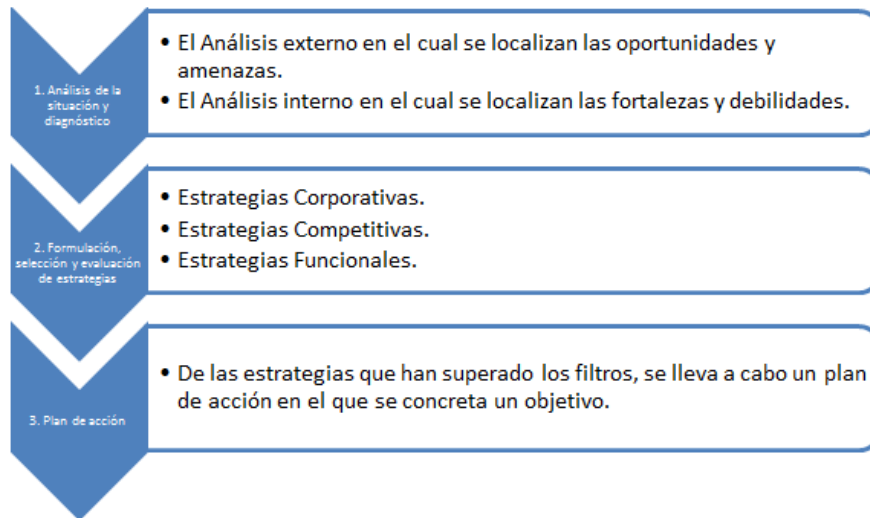 1. Análisis de la
situación y
diagnóstico
• El Análisis externo en el cual se localizan las oportunidades y
amenazas.
• El Análisis interno en el cual se localizan las fortalezas y debilidades.
2. Formulación,
selección y evaluación
de estrategias
• Estrategias Corporativas.
• Estrategias Competitivas.
• Estrategias Funcionales.
3. Plan de acción
• De las estrategias que han superado los filtros, se lleva a cabo un plan
de acción en el que se concreta un objetivo.